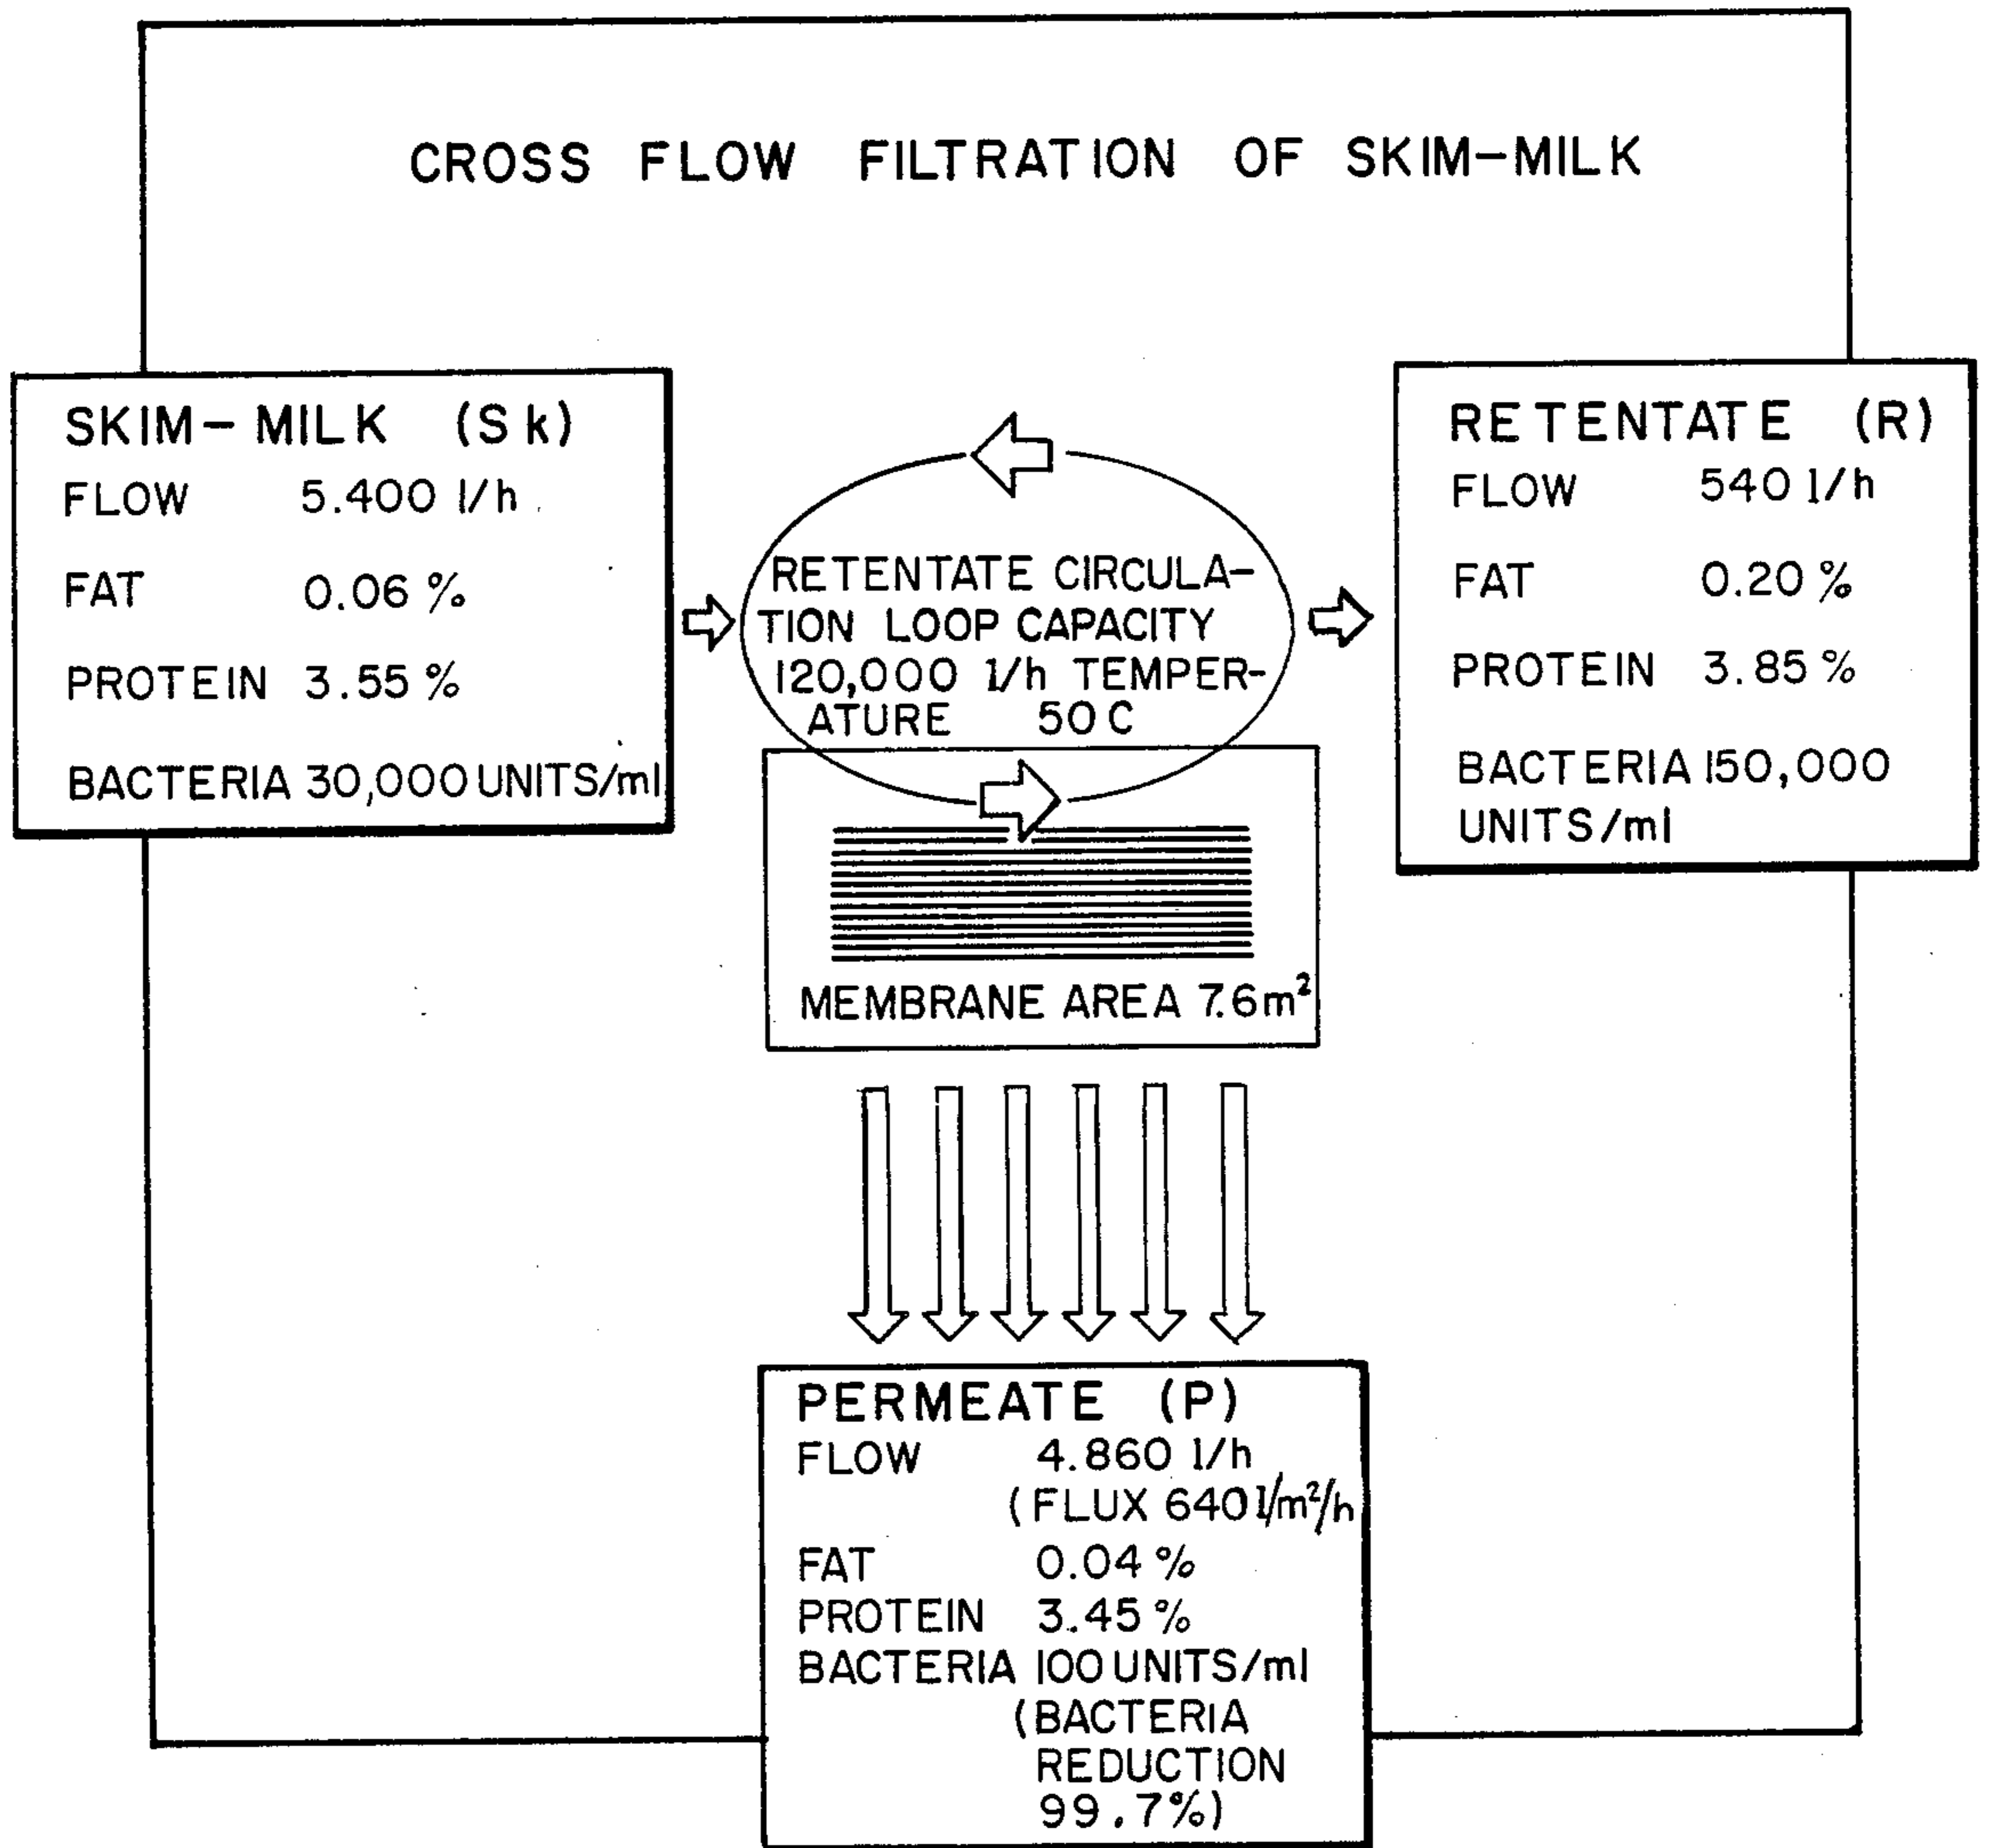 CROSS FLOW FILTRATION OF SKIM-MILK
SKIM-MILK (Sk)
FLOW 5.400 l/h
FAT 0.06 %
PROTEIN 3.55 %
BACTERIA 30,000 UNITS/ml
RETENTATE CIRCULA-
TION LOOP CAPACITY
120,000 l/h TEMPER-
ATURE 50 C
MEMBRANE AREA 7.6 m²
RETENTATE (R)
FLOW 540 l/h
FAT 0.20 %
PROTEIN 3.85 %
BACTERIA 150,000
UNITS/ml
PERMEATE (P)
FLOW 4.860 l/h
(FLUX 640 l/m²/h
FAT 0.04 %
PROTEIN 3.45 %
BACTERIA 100 UNITS/ml
(BACTERIA
REDUCTION
99.7%)